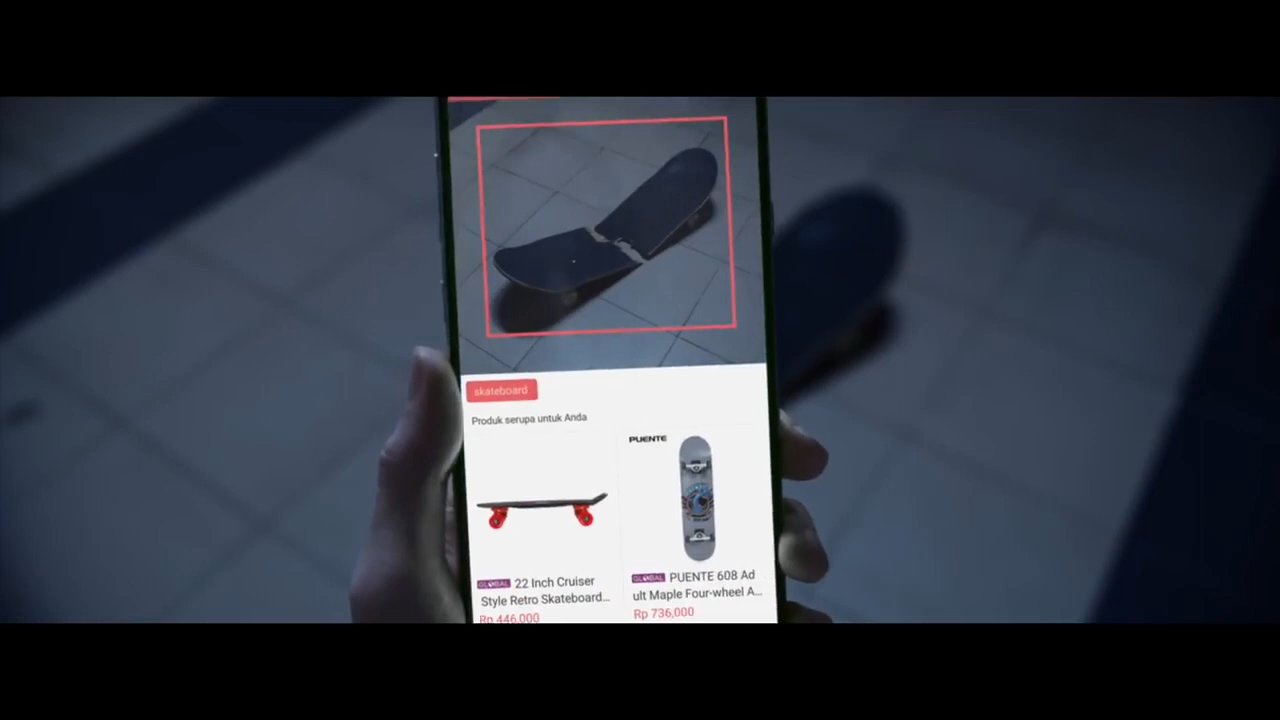 skateboard
Produk serupa untuk Anda
PUENTE
GLOBAL 22 Inch Cruiser
Style Retro Skateboard...
Rp 446,000
GLOBAL PUENTE 608 Ad
ult Maple Four-wheel A...
Rp 736,000